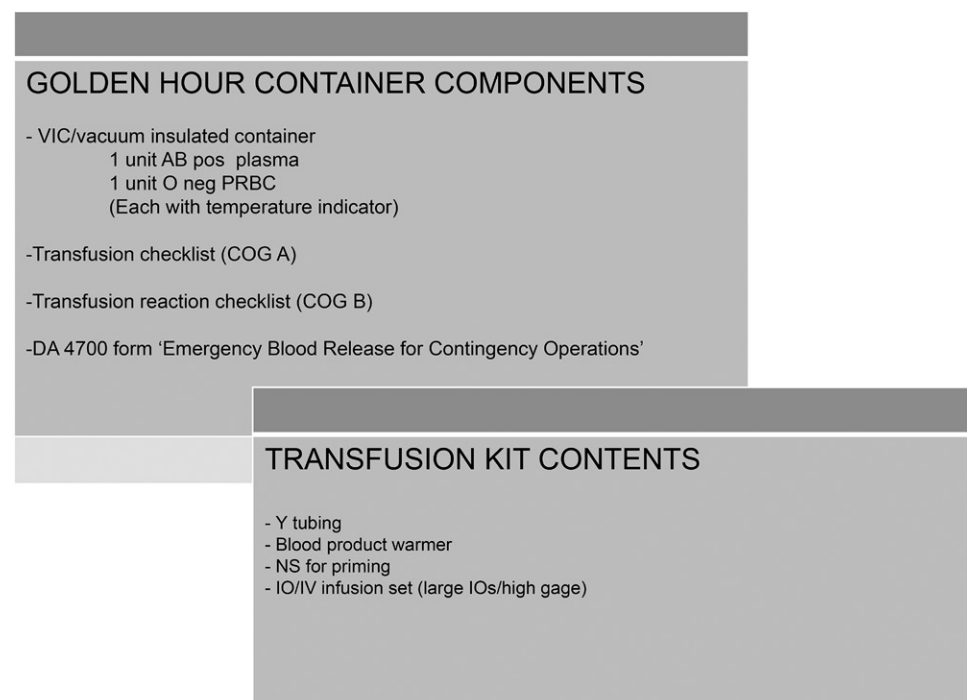 GOLDEN HOUR CONTAINER COMPONENTS
- VIC/vacuum insulated container
1 unit AB pos  plasma
1 unit O neg PRBC
(Each with temperature indicator)
-Transfusion checklist (COG A)
-Transfusion reaction checklist (COG B)
-DA 4700 form ‘Emergency Blood Release for Contingency Operations’
TRANSFUSION KIT CONTENTS
- Y tubing
- Blood product warmer
- NS for priming
- IO/IV infusion set (large IOs/high gage)